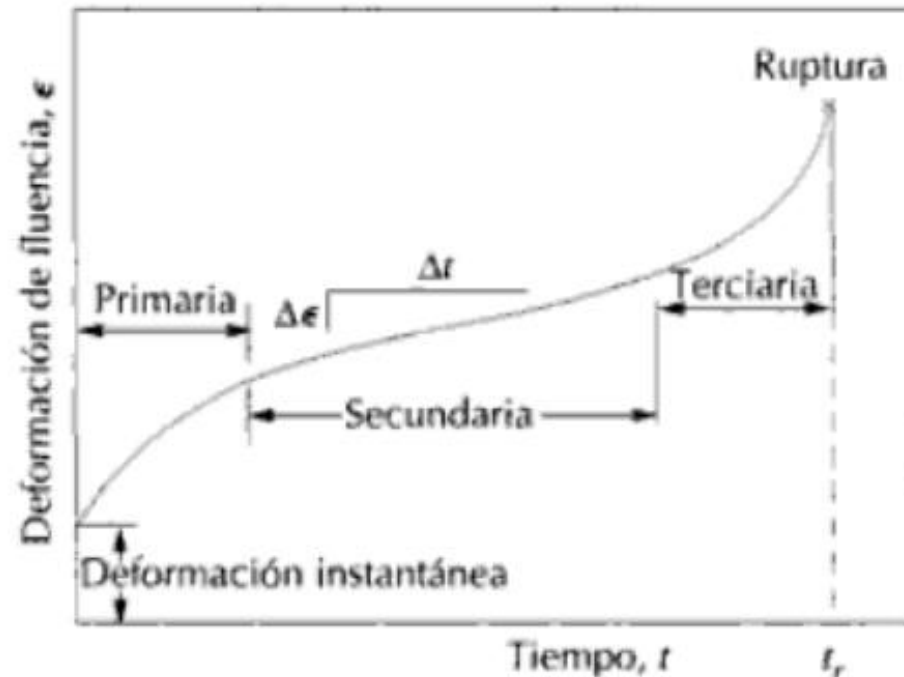 Ruptura
Deformación de fluencia, ϵ
Δt
Primaria
Δϵ
Terciaria
Secundaria
Deformación instantánea
Tiempo, t
t_r